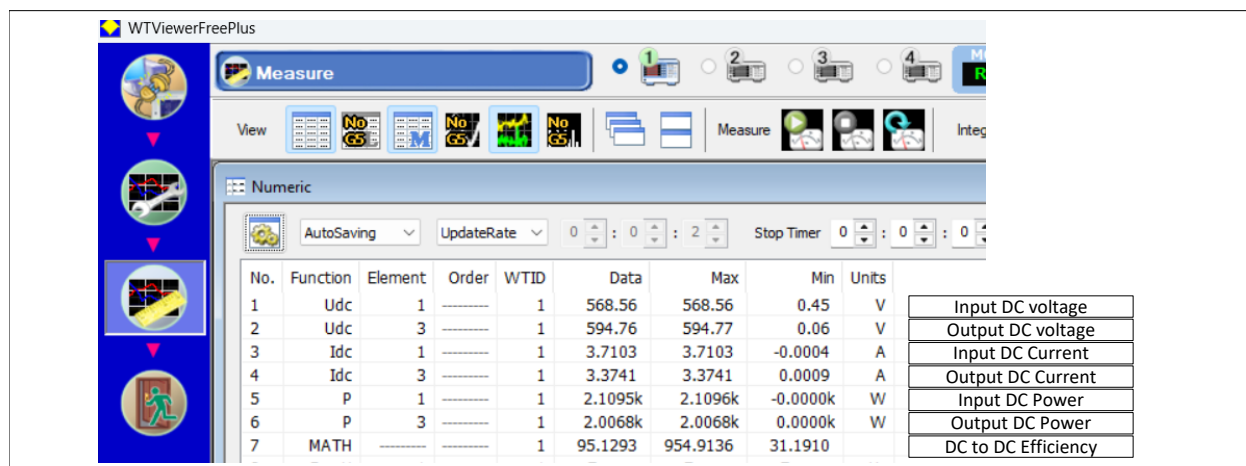 WTViewerFreePlus
Measure
1 2 3 4
View No G5 M No G5 No G5 Measure Integ
Numeric
AutoSaving UpdateRate 0 : 0 : 2 Stop Timer 0 : 0 : 0
No. Function Element Order WTID Data Max Min Units
1 Udc 1 --------- 1 568.56 568.56 0.45 V Input DC voltage
2 Udc 3 --------- 1 594.76 594.77 0.06 V Output DC voltage
3 Idc 1 --------- 1 3.7103 3.7103 -0.0004 A Input DC Current
4 Idc 3 --------- 1 3.3741 3.3741 0.0009 A Output DC Current
5 P 1 --------- 1 2.1095k 2.1096k -0.0000k W Input DC Power
6 P 3 --------- 1 2.0068k 2.0068k 0.0000k W Output DC Power
7 MATH --------- --------- 1 95.1293 954.9136 31.1910 DC to DC Efficiency